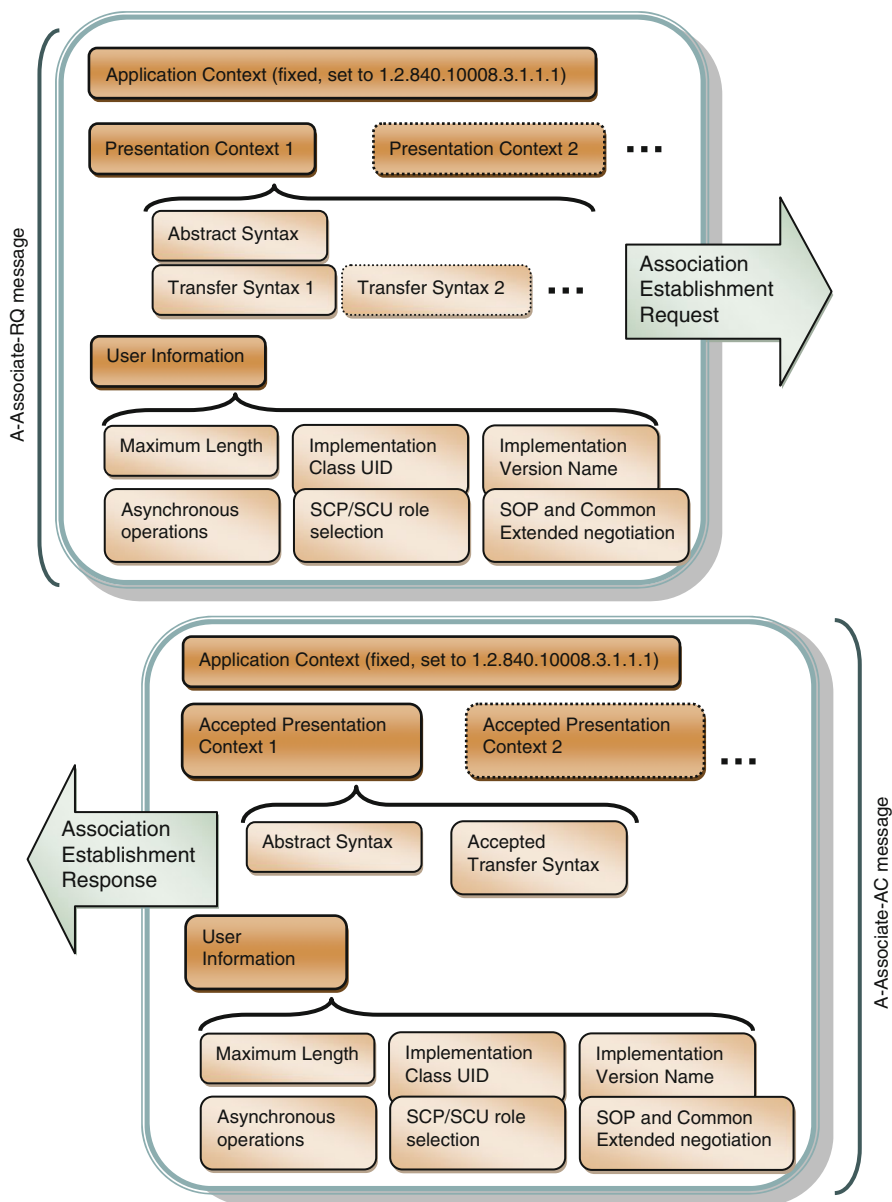 A-Associate-RQ message
Application Context (fixed, set to 1.2.840.10008.3.1.1.1)
Presentation Context 1
Presentation Context 2
...
Abstract Syntax
Transfer Syntax 1
Transfer Syntax 2
...
Association
Establishment
Request
User Information
Maximum Length
Implementation
Class UID
Implementation
Version Name
Asynchronous
operations
SCP/SCU role
selection
SOP and Common
Extended negotiation
Application Context (fixed, set to 1.2.840.10008.3.1.1.1)
Accepted Presentation
Context 1
Accepted Presentation
Context 2
...
Association
Establishment
Response
Abstract Syntax
Accepted
Transfer Syntax
User
Information
Maximum Length
Implementation
Class UID
Implementation
Version Name
Asynchronous
operations
SCP/SCU role
selection
SOP and Common
Extended negotiation
A-Associate-AC message